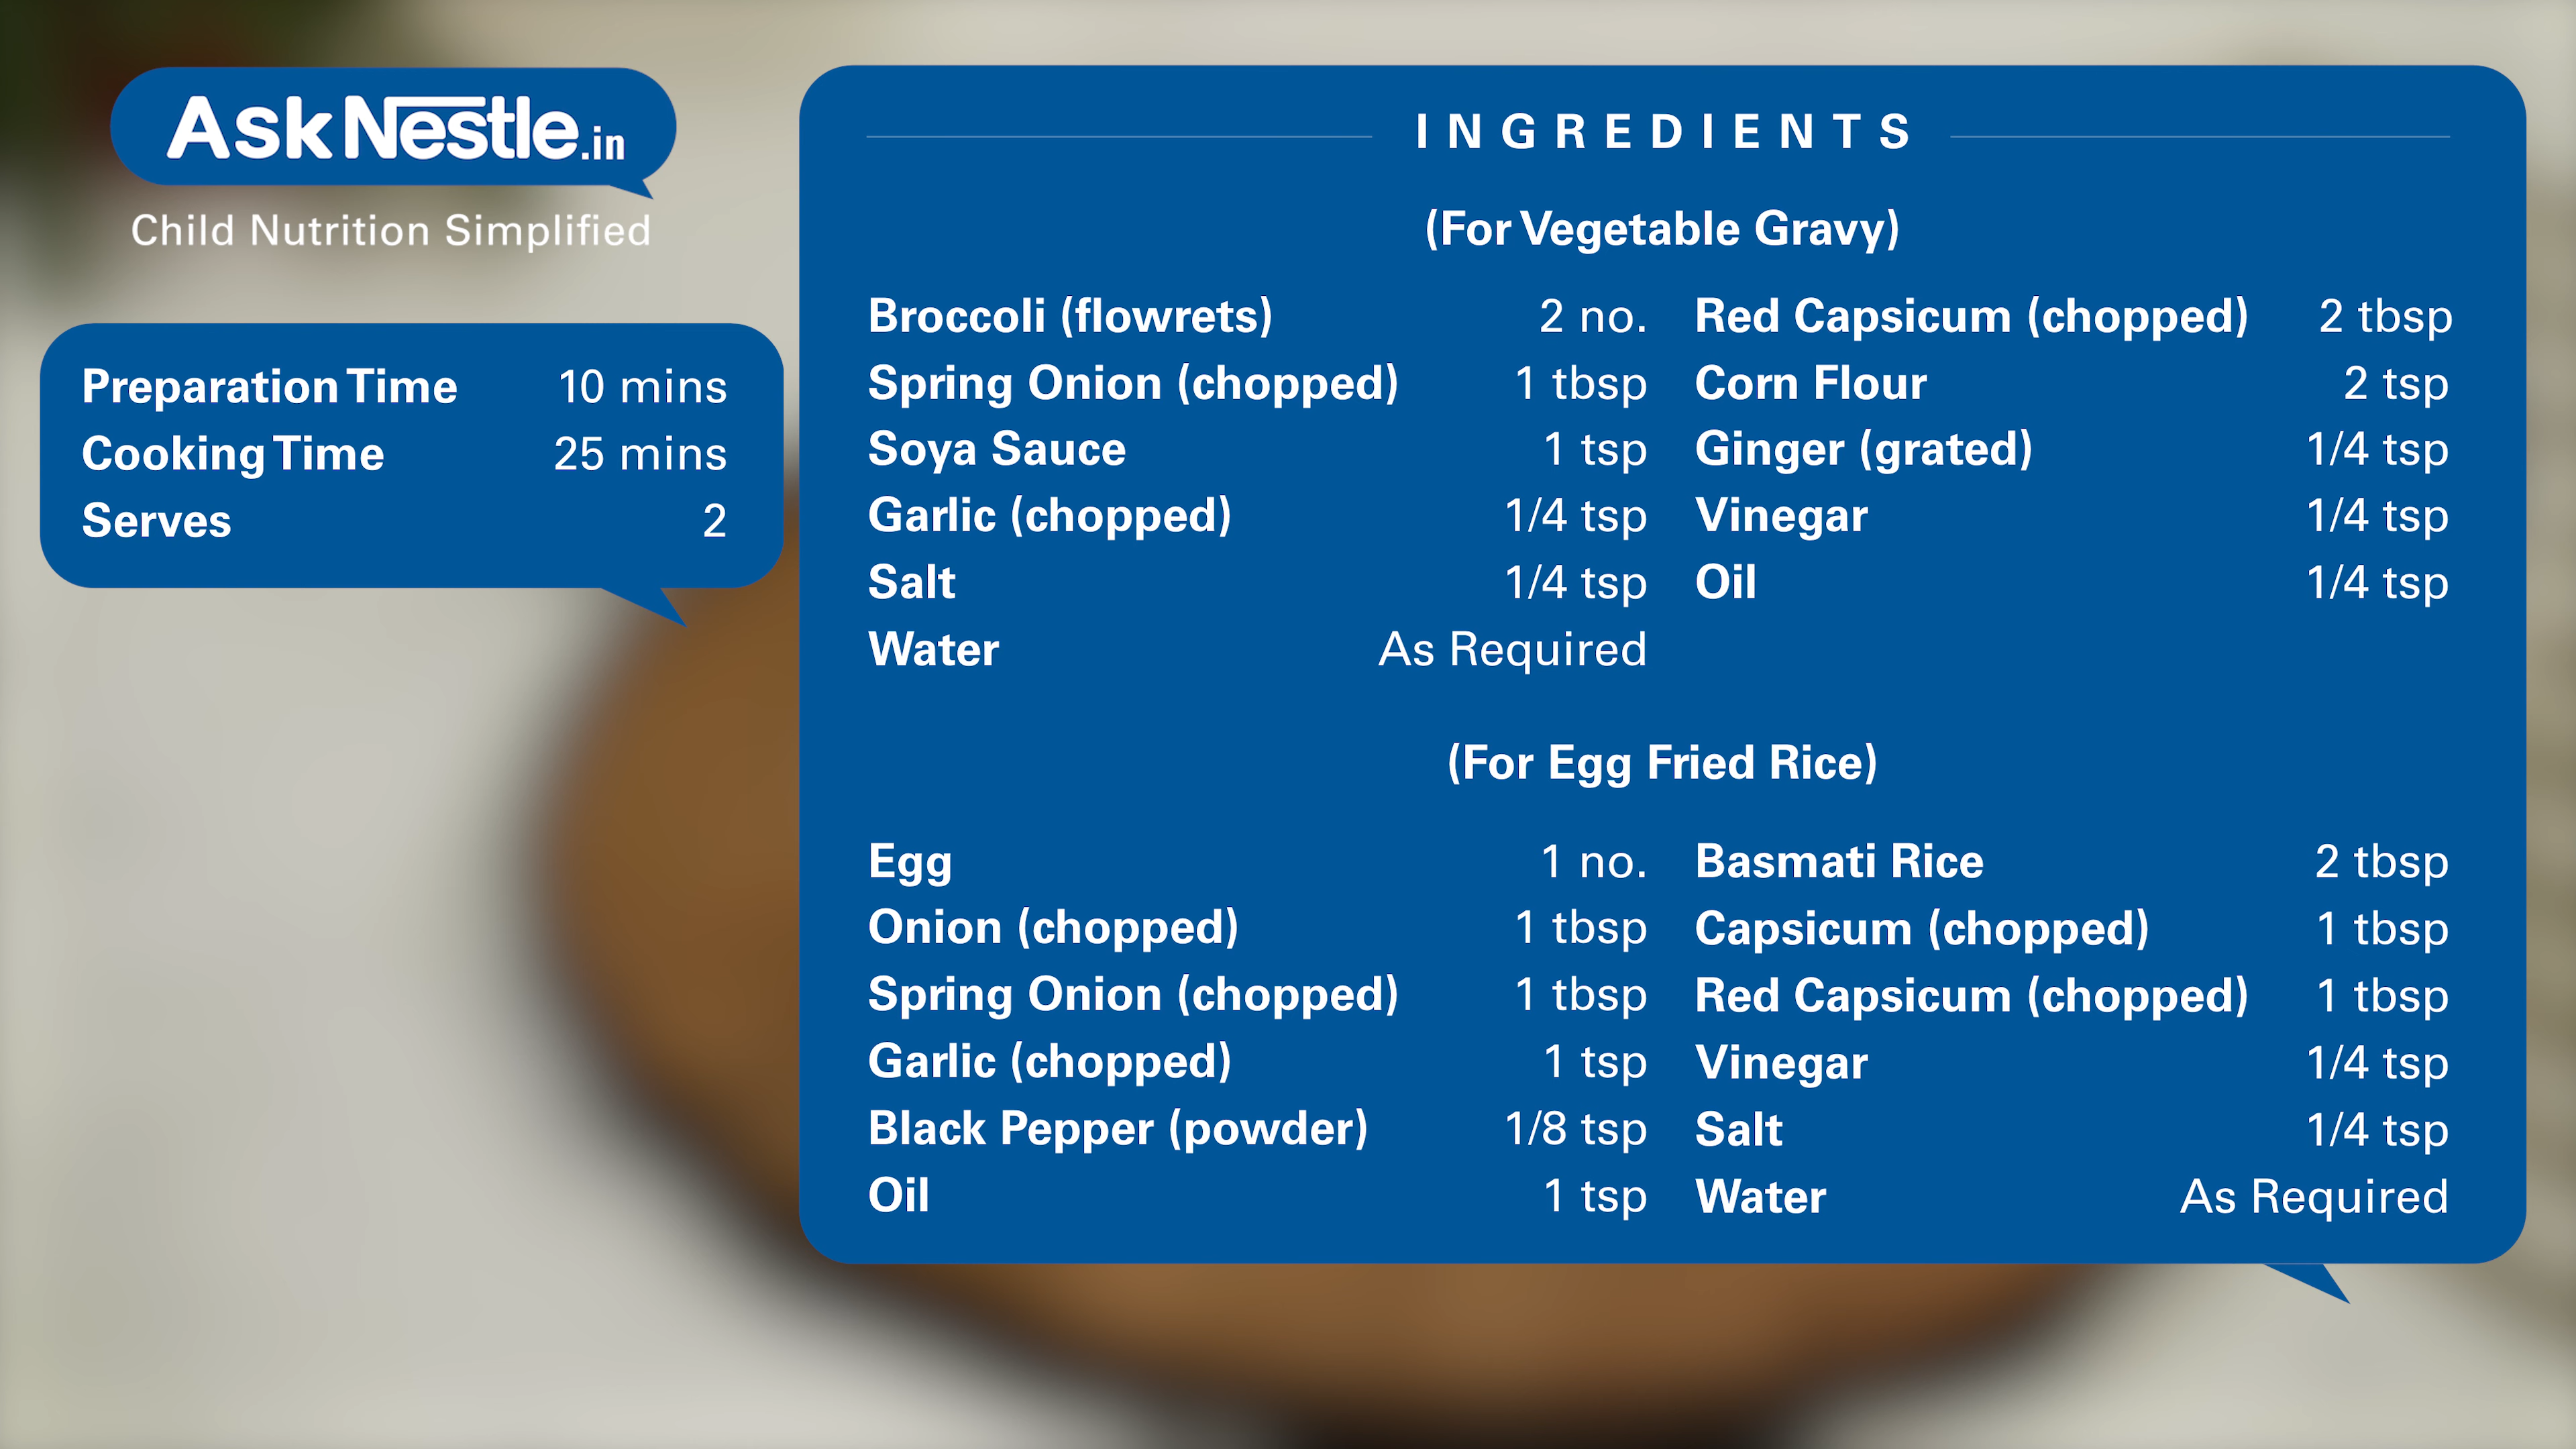 Ask Nestle.in
Child Nutrition Simplified
Preparation Time 10 mins
Cooking Time 25 mins
Serves 2
INGREDIENTS
(For Vegetable Gravy)
Broccoli (flowrets) 2 no. Red Capsicum (chopped) 2 tbsp
Spring Onion (chopped) 1 tbsp Corn Flour 2 tsp
Soya Sauce 1 tsp Ginger (grated) 1/4 tsp
Garlic (chopped) 1/4 tsp Vinegar 1/4 tsp
Salt 1/4 tsp Oil 1/4 tsp
Water As Required
(For Egg Fried Rice)
Egg 1 no. Basmati Rice 2 tbsp
Onion (chopped) 1 tbsp Capsicum (chopped) 1 tbsp
Spring Onion (chopped) 1 tbsp Red Capsicum (chopped) 1 tbsp
Garlic (chopped) 1 tsp Vinegar 1/4 tsp
Black Pepper (powder) 1/8 tsp Salt 1/4 tsp
Oil 1 tsp Water As Required